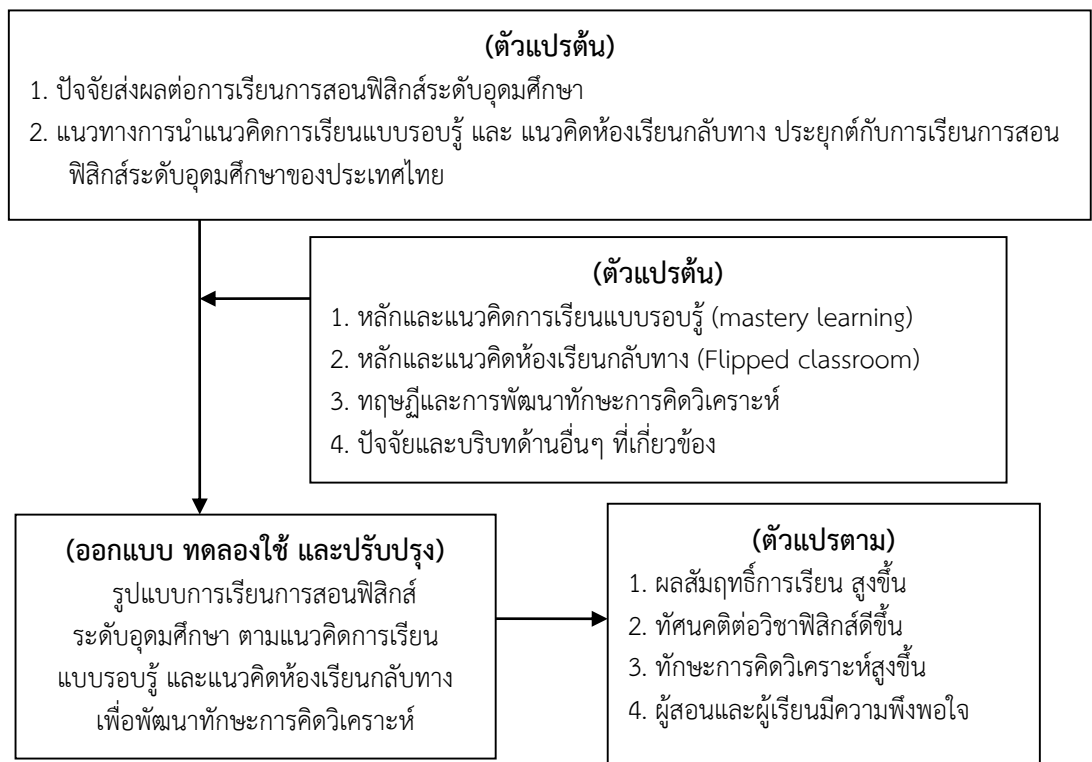 (ตัวแปรต้น)
1. ปัจจัยส่งผลต่อการเรียนการสอนฟิสิกส์ระดับอุดมศึกษา
2. แนวทางการนำแนวคิดการเรียนแบบรอบรู้ และ แนวคิดห้องเรียนกลับทาง ประยุกต์กับการเรียนการสอน
ฟิสิกส์ระดับอุดมศึกษาของประเทศไทย
(ตัวแปรต้น)
1. หลักและแนวคิดการเรียนแบบรอบรู้ (mastery learning)
2. หลักและแนวคิดห้องเรียนกลับทาง (Flipped classroom)
3. ทฤษฏีและการพัฒนาทักษะการคิดวิเคราะห์
4. ปัจจัยและบริบทด้านอื่นๆ ที่เกี่ยวข้อง
(ออกแบบ ทดลองใช้ และปรับปรุง)
รูปแบบการเรียนการสอนฟิสิกส์
ระดับอุดมศึกษา ตามแนวคิดการเรียน
แบบรอบรู้ และแนวคิดห้องเรียนกลับทาง
เพื่อพัฒนาทักษะการคิดวิเคราะห์
(ตัวแปรตาม)
1. ผลสัมฤทธิ์การเรียน สูงขึ้น
2. ทัศนคติต่อวิชาฟิสิกส์ดีขึ้น
3. ทักษะการคิดวิเคราะห์สูงขึ้น
4. ผู้สอนและผู้เรียนมีความพึงพอใจ